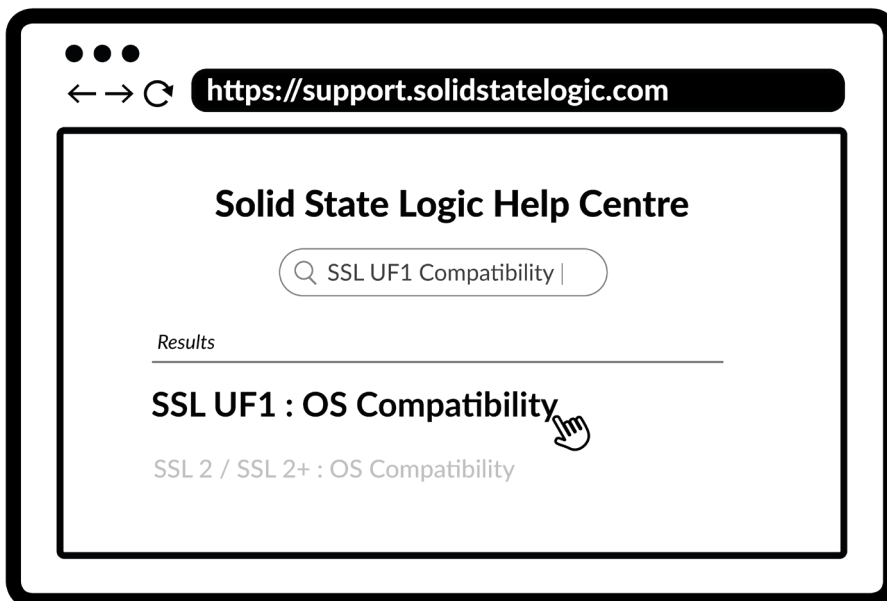 https://support.solidstatelogic.com
Solid State Logic Help Centre
SSL UF1 Compatibility
Results
SSL UF1 : OS Compatibility
SSL 2 / SSL 2+ : OS Compatibility